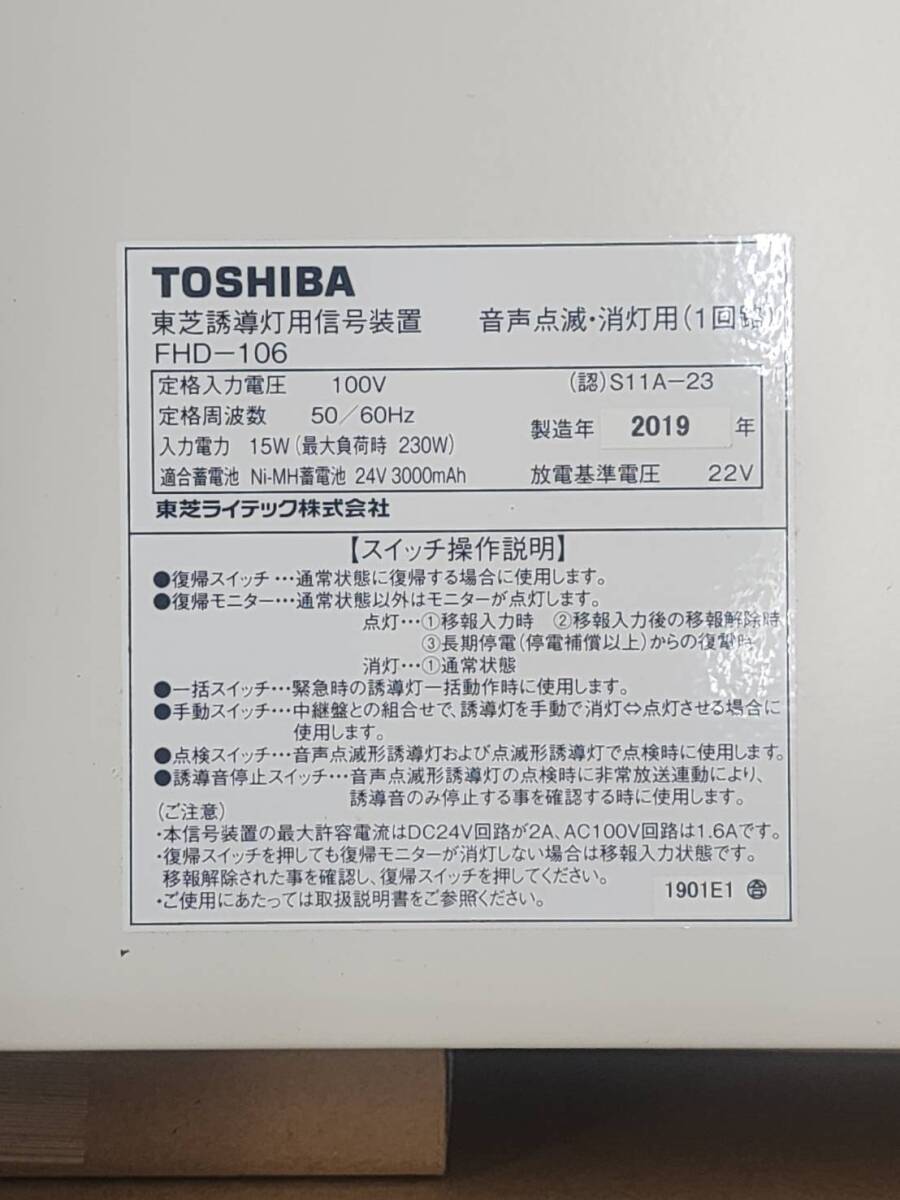 TOSHIBA
東芝誘導灯用信号装置 音声点滅・消灯用(1回路)
FHD-106
定格入力電圧 100V (認)S11A-23
定格周波数 50/60Hz
製造年 2019 年
入力電力 15W(最大負荷時 230W)
適合蓄電池 Ni-MH蓄電池 24V 3000mAh 放電基準電圧 22V
東芝ライテック株式会社
【スイッチ操作説明】
●復帰スイッチ…通常状態に復帰する場合に使用します。
●復帰モニター…通常状態以外はモニターが点灯します。
点灯…①移報入力時 ②移報入力後の移報解除時
③長期停電(停電補償以上)からの復電時
消灯…①通常状態
●一括スイッチ…緊急時の誘導灯一括動作時に使用します。
●手動スイッチ…中継盤との組合せで、誘導灯を手動で消灯⇔点灯させる場合に
使用します。
●点検スイッチ…音声点滅形誘導灯および点滅形誘導灯で点検時に使用します。
●誘導音停止スイッチ…音声点滅形誘導灯の点検時に非常放送連動により、
誘導音のみ停止する事を確認する時に使用します。
(ご注意)
・本信号装置の最大許容電流はDC24V回路が2A、AC100V回路は1.6Aです。
・復帰スイッチを押しても復帰モニターが消灯しない場合は移報入力状態です。
移報解除された事を確認し、復帰スイッチを押してください。
・ご使用にあたっては取扱説明書をご参照ください。
1901E1 合